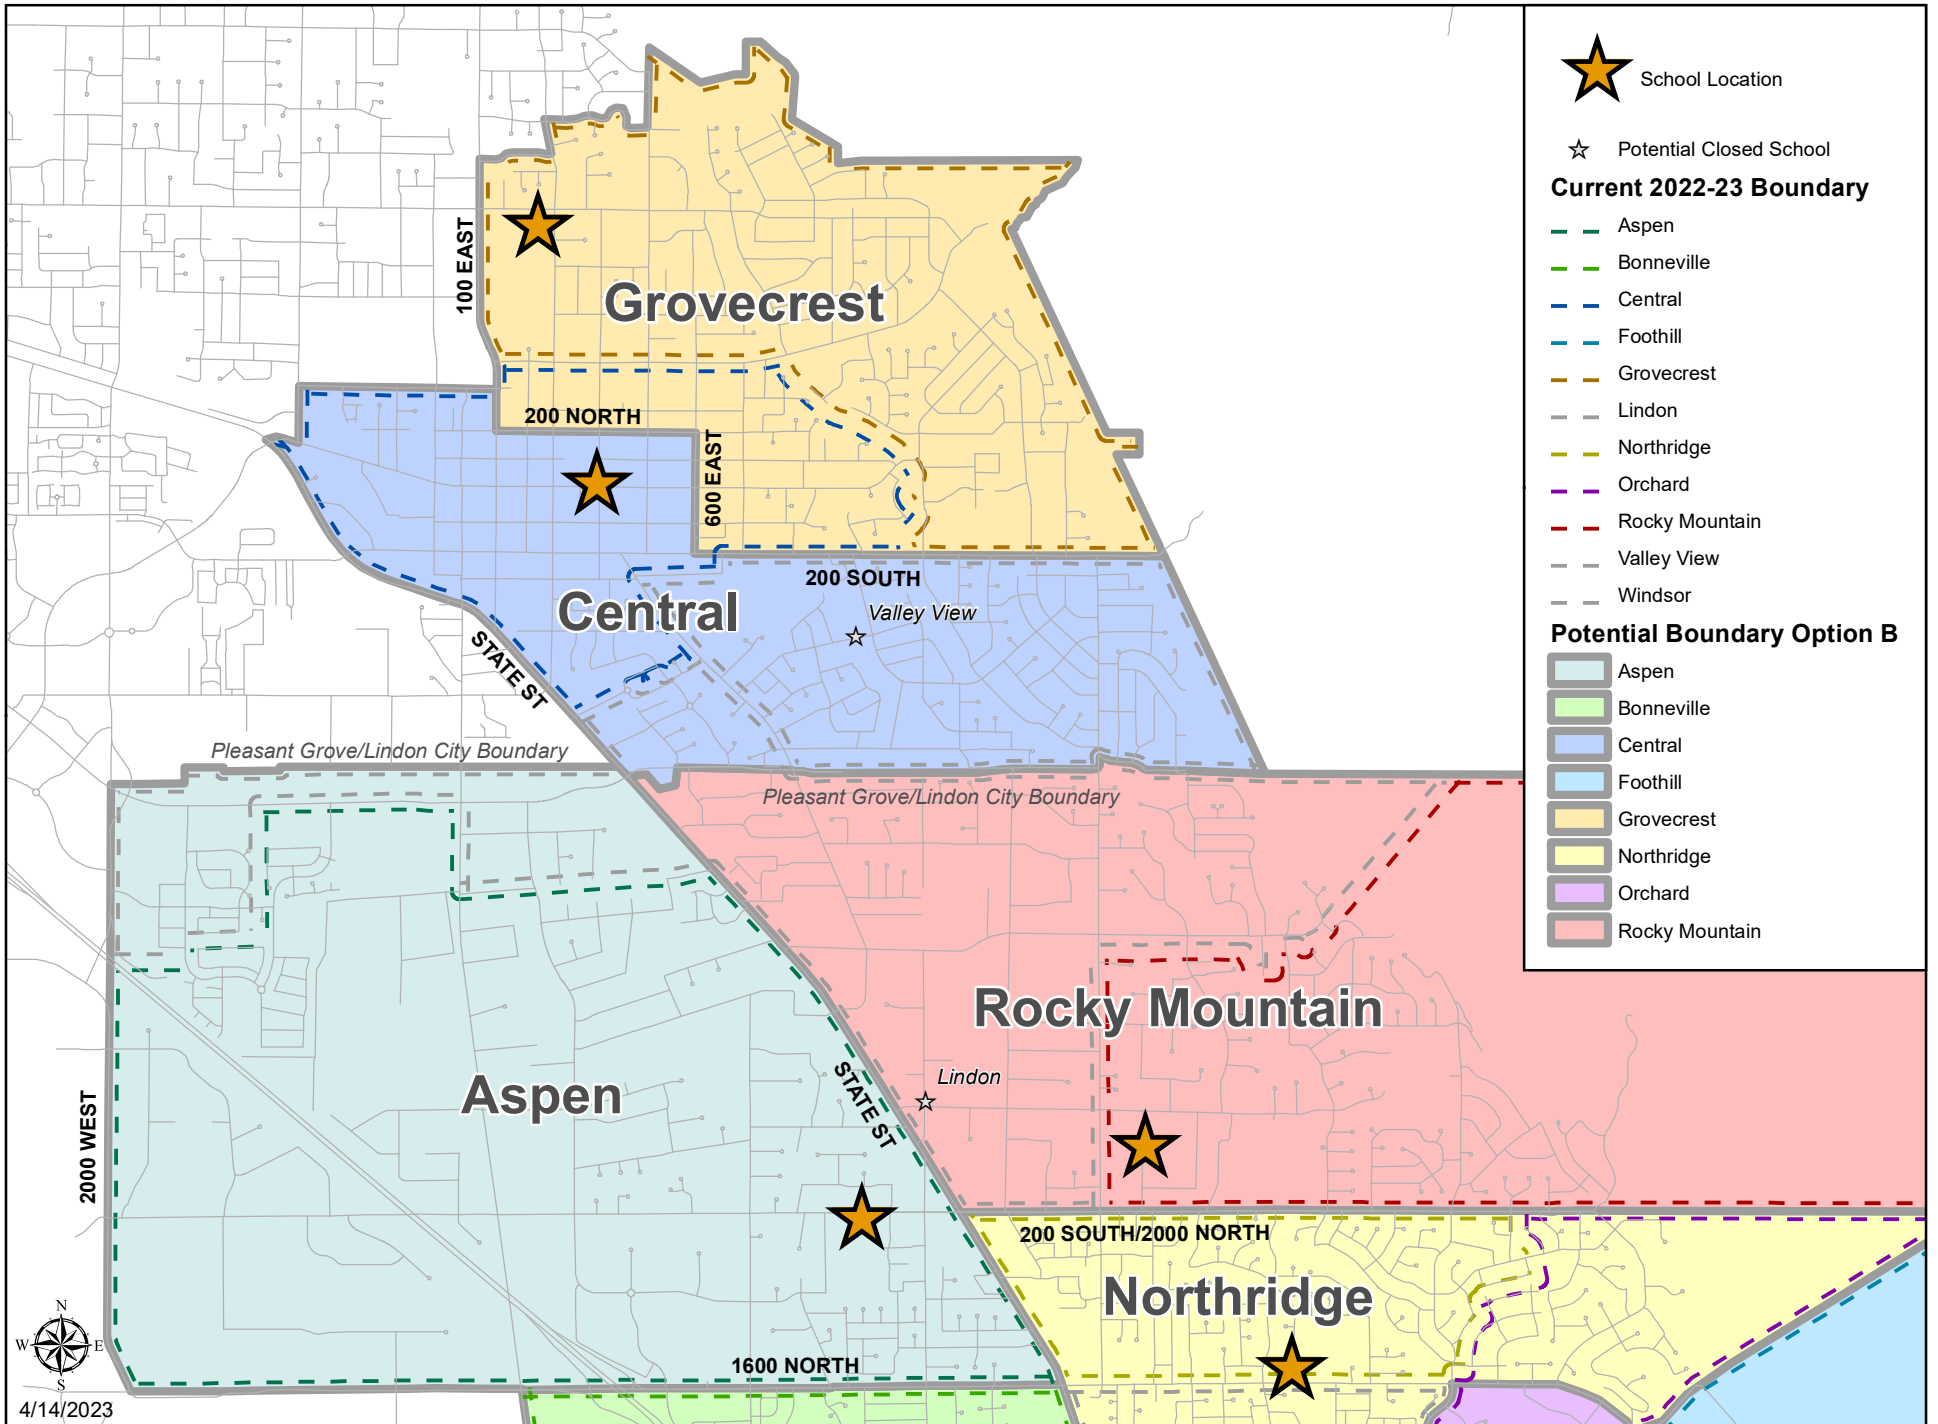 School Location
Potential Closed School
Current 2022-23 Boundary
Aspen
Bonneville
Central
Foothill
Grovecrest
Lindon
Northridge
Orchard
Rocky Mountain
Valley View
Windsor
Potential Boundary Option B
Aspen
Bonneville
Central
Foothill
Grovecrest
Northridge
Orchard
Rocky Mountain
100 EAST
Grovecrest
200 NORTH
600 EAST
200 SOUTH
Central
Valley View
STATE ST
Pleasant Grove/Lindon City Boundary
Pleasant Grove/Lindon City Boundary
Rocky Mountain
Lindon
Aspen
STATE ST
2000 WEST
200 SOUTH/2000 NORTH
Northridge
1600 NORTH
N
W
E
S
4/14/2023